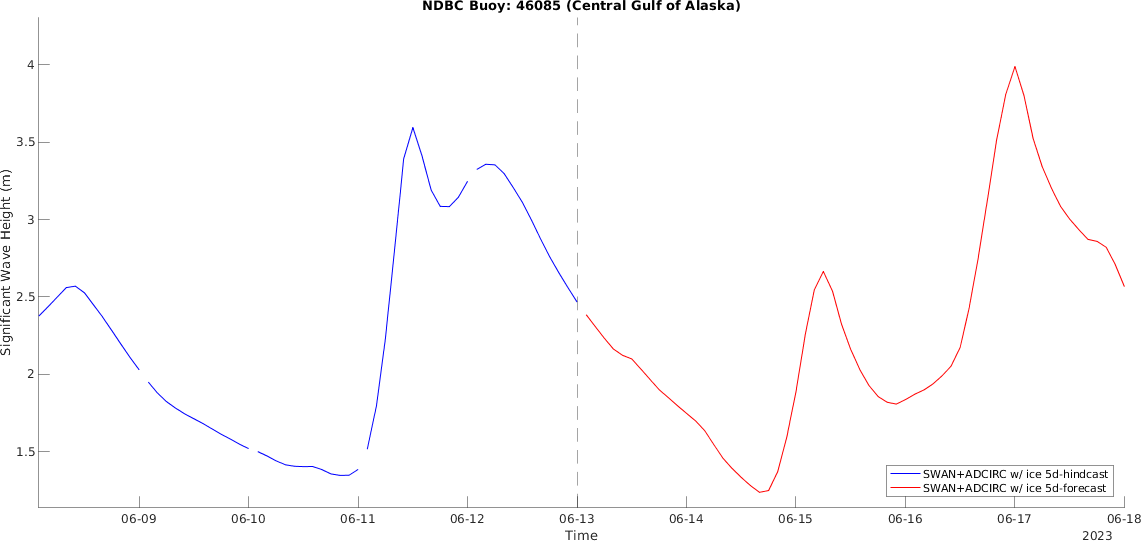 NDBC Buoy: 46085 (Central Gulf of Alaska)
Significant Wave Height (m)
4
3.5
3
2.5
2
1.5
SWAN+ADCIRC w/ ice 5d-hindcast
SWAN+ADCIRC w/ ice 5d-forecast
06-09 06-10 06-11 06-12 06-13 06-14 06-15 06-16 06-17 06-18
Time
2023